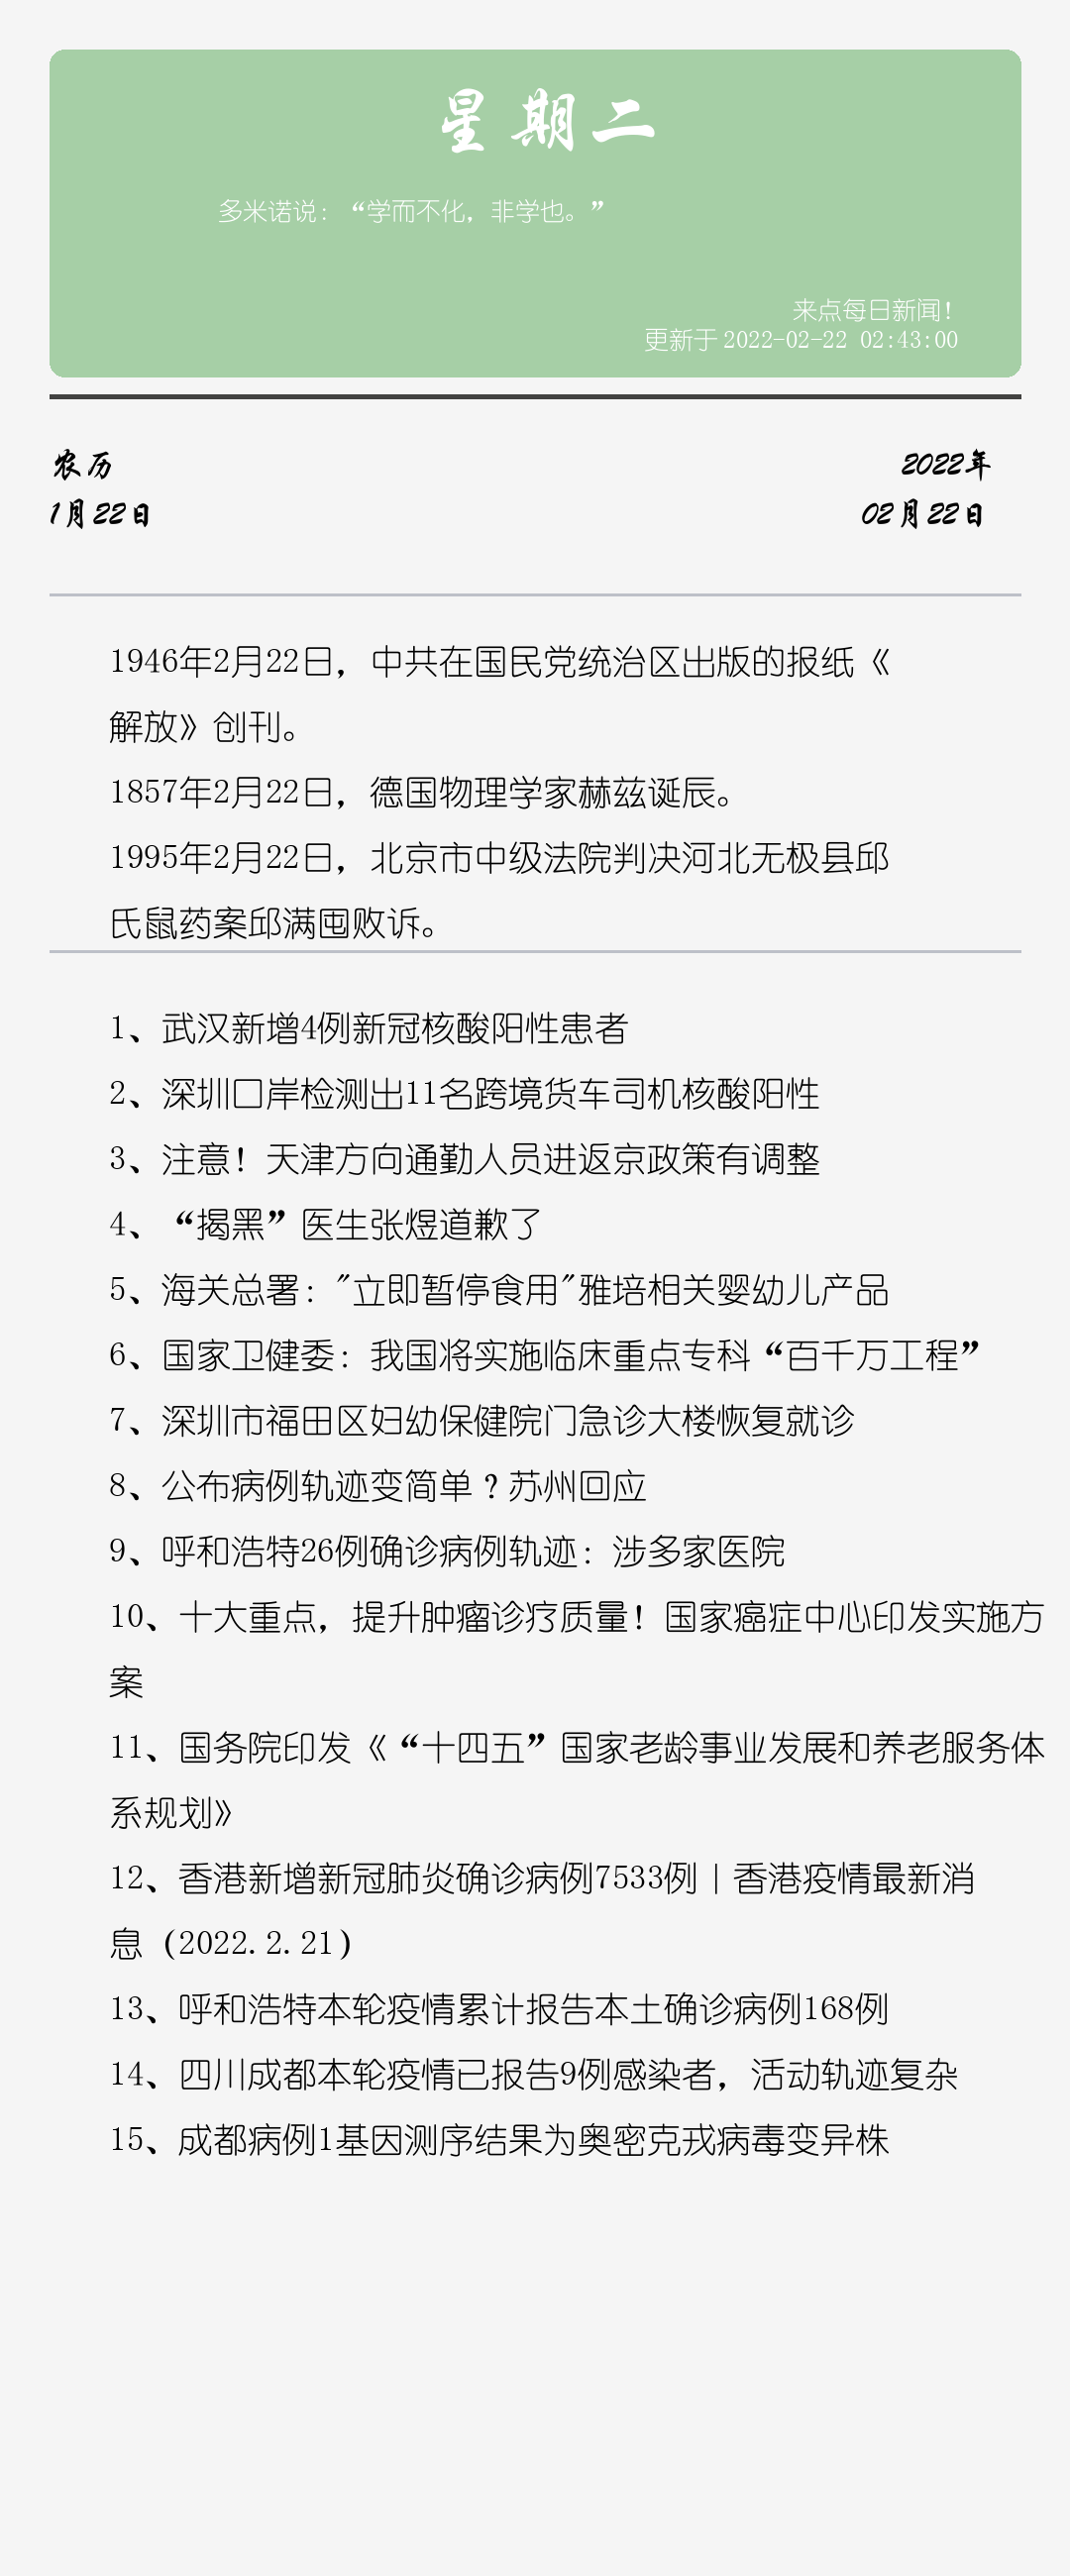 星期二
多米诺说：“学而不化，非学也。”
来点每日新闻！
更新于2022-02-22 02:43:00
农历 2022年
1月22日 02月22日
1946年2月22日，中共在国民党统治区出版的报纸《
解放》创刊。
1857年2月22日，德国物理学家赫兹诞辰。
1995年2月22日，北京市中级法院判决河北无极县邱
氏鼠药案邱满囤败诉。
1、武汉新增4例新冠核酸阳性患者
2、深圳口岸检测出11名跨境货车司机核酸阳性
3、注意！天津方向通勤人员进返京政策有调整
4、“揭黑”医生张煜道歉了
5、海关总署："立即暂停食用"雅培相关婴幼儿产品
6、国家卫健委：我国将实施临床重点专科“百千万工程”
7、深圳市福田区妇幼保健院门急诊大楼恢复就诊
8、公布病例轨迹变简单？苏州回应
9、呼和浩特26例确诊病例轨迹：涉多家医院
10、十大重点，提升肿瘤诊疗质量！国家癌症中心印发实施方
案
11、国务院印发《“十四五”国家老龄事业发展和养老服务体
系规划》
12、香港新增新冠肺炎确诊病例7533例｜香港疫情最新消
息（2022.2.21）
13、呼和浩特本轮疫情累计报告本土确诊病例168例
14、四川成都本轮疫情已报告9例感染者，活动轨迹复杂
15、成都病例1基因测序结果为奥密克戎病毒变异株